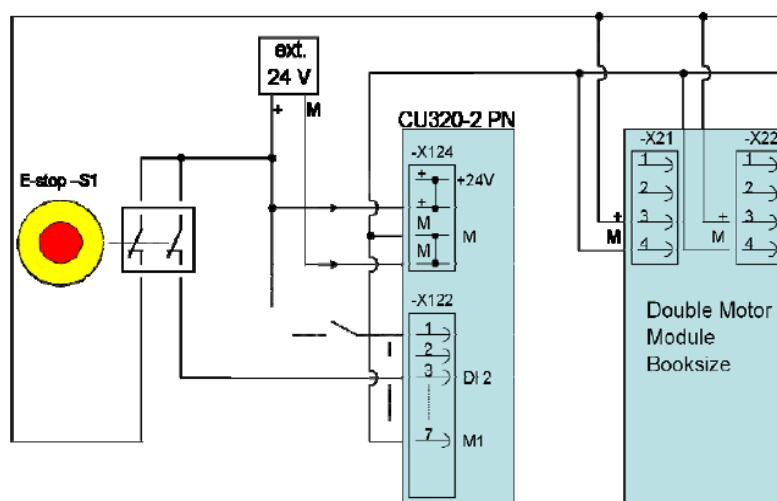 ext.
24 V
+ M
CU320-2 PN
-X124
+ +24V
+
M
M M
E-stop –S1
-X122
1
2
3 DI 2
7 M1
-X21
1
2
+ 3
M 4
-X22
1
2
+ 3
M 4
Double Motor
Module
Booksize